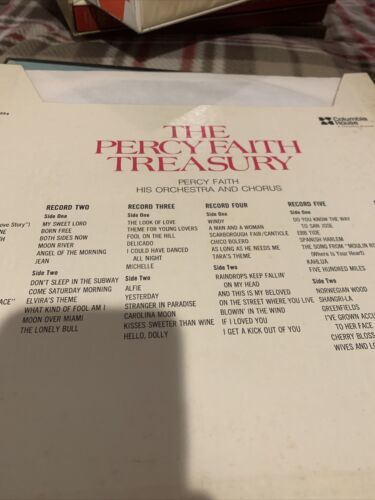 Columbia
House
THE
PERCY FAITH
TREASURY
PERCY FAITH
HIS ORCHESTRA AND CHORUS
ove Story")
NE
TH
ACE"
RECORD TWO
Side One
MY SWEET LORD
BORN FREE
BOTH SIDES NOW
MOON RIVER
ANGEL OF THE MORNING
JEAN
Side Two
DON'T SLEEP IN THE SUBWAY
COME SATURDAY MORNING
ELVIRA'S THEME
WHAT KIND OF FOOL AM I
MOON OVER MIAMI
THE LONELY BULL
RECORD THREE
Side One
THE LOOK OF LOVE
THEME FOR YOUNG LOVERS
FOOL ON THE HILL
DELICADO
I COULD HAVE DANCED
ALL NIGHT
MICHELLE
Side Two
ALFIE
YESTERDAY
STRANGER IN PARADISE
CAROLINA MOON
KISSES SWEETER THAN WINE
HELLO, DOLLY
RECORD FOUR
Side One
WINDY
A MAN AND A WOMAN
SCARBOROUGH FAIR/CANTICLE
CHICO BOLERO
AS LONG AS HE NEEDS ME
TARA'S THEME
Side Two
RAINDROPS KEEP FALLIN'
ON MY HEAD
AND THIS IS MY BELOVED
ON THE STREET WHERE YOU LIVE
BLOWIN' IN THE WIND
IF I LOVED YOU
I GET A KICK OUT OF YOU
RECORD FIVE
Side One
DO YOU KNOW THE WAY
TO SAN JOSE
EBB TIDE
SPANISH HARLEM
THE SONG FROM "MOULIN R
(Where Is Your Heart)
KAHLUA
FIVE HUNDRED MILES
Side Two
NORWEGIAN WOOD
SHANGRI-LA
GREENFIELDS
I'VE GROWN ACCU
TO HER FACE
CHERRY BLOSS
WIVES AND LO